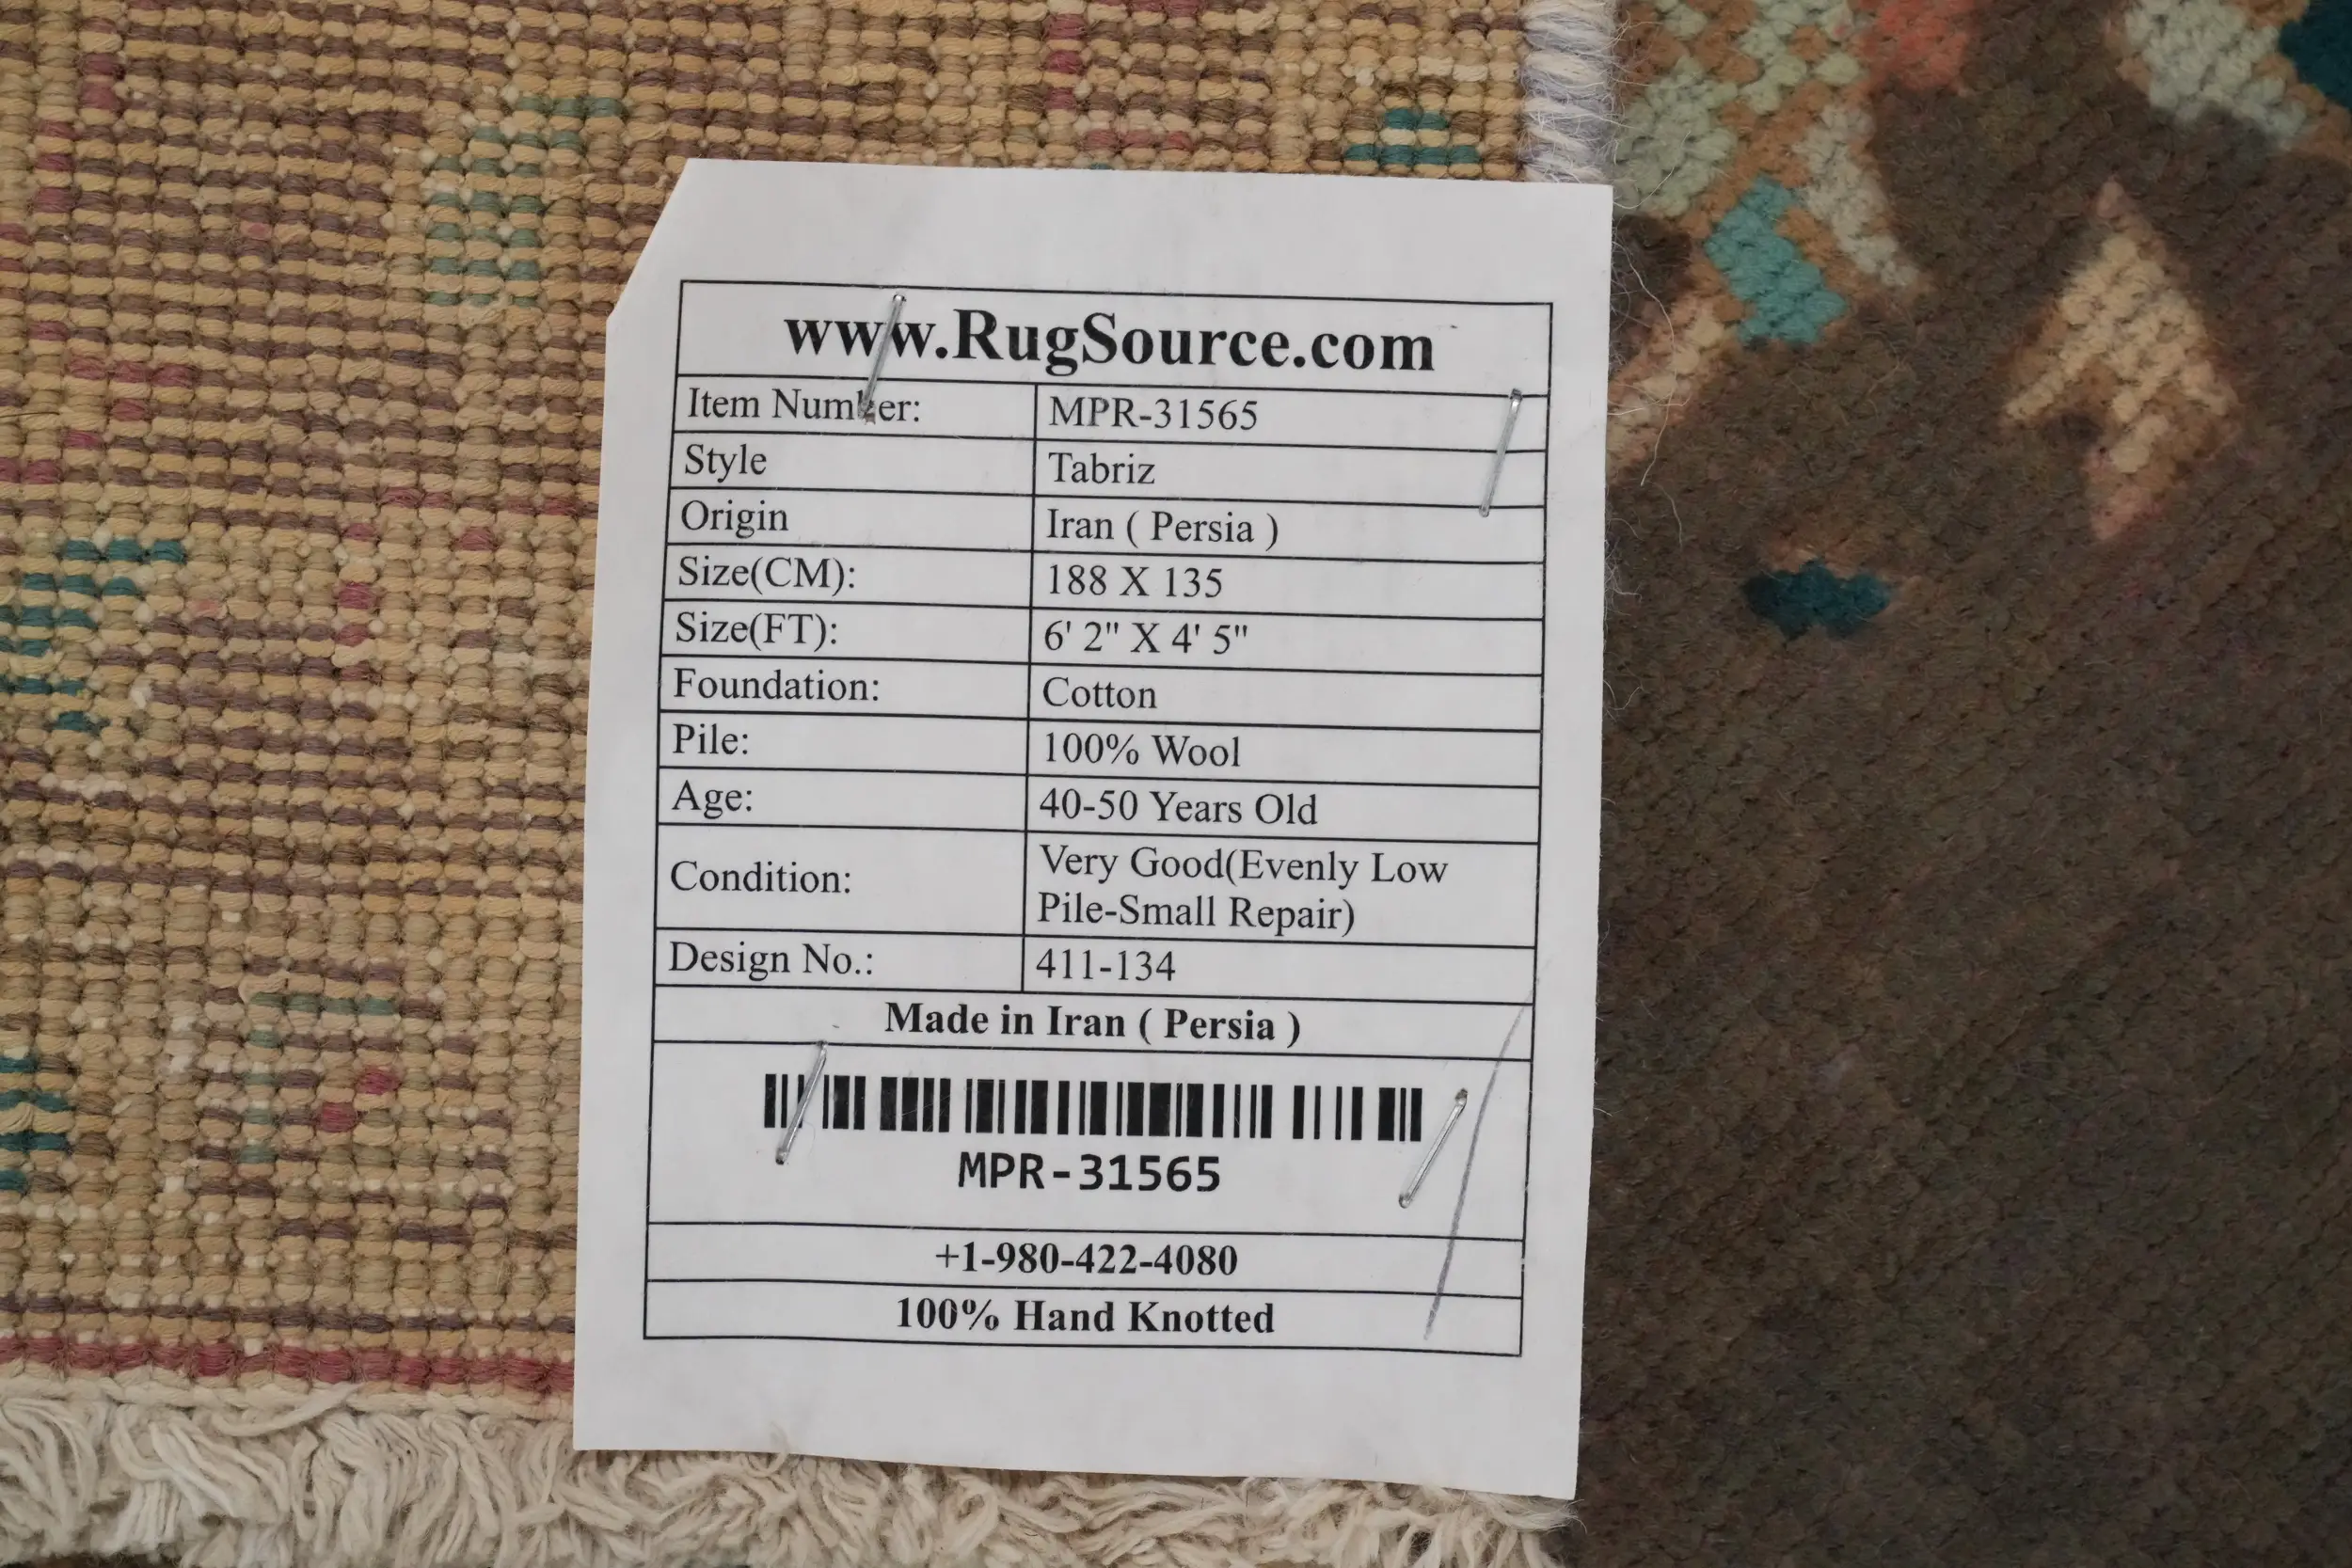 www.RugSource.com
Item Number: MPR-31565
Style Tabriz
Origin Iran ( Persia )
Size(CM): 188 X 135
Size(FT): 6' 2" X 4' 5"
Foundation: Cotton
Pile: 100% Wool
Age: 40-50 Years Old
Condition: Very Good(Evenly Low
Pile-Small Repair)
Design No.: 411-134
Made in Iran ( Persia )
MPR-31565
+1-980-422-4080
100% Hand Knotted